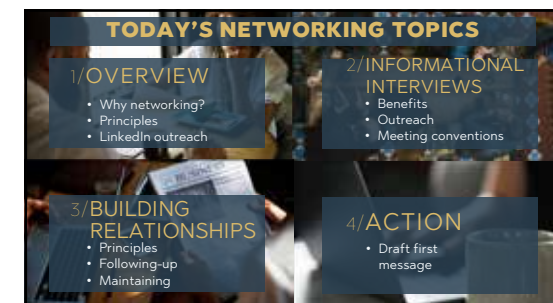 TODAY'S NETWORKING TOPICS
1/OVERVIEW
• Why networking?
• Principles
• LinkedIn outreach
2/INFORMATIONAL
INTERVIEWS
• Benefits
• Outreach
• Meeting conventions
3/BUILDING
RELATIONSHIPS
• Principles
• Following-up
• Maintaining
4/ACTION
• Draft first
message